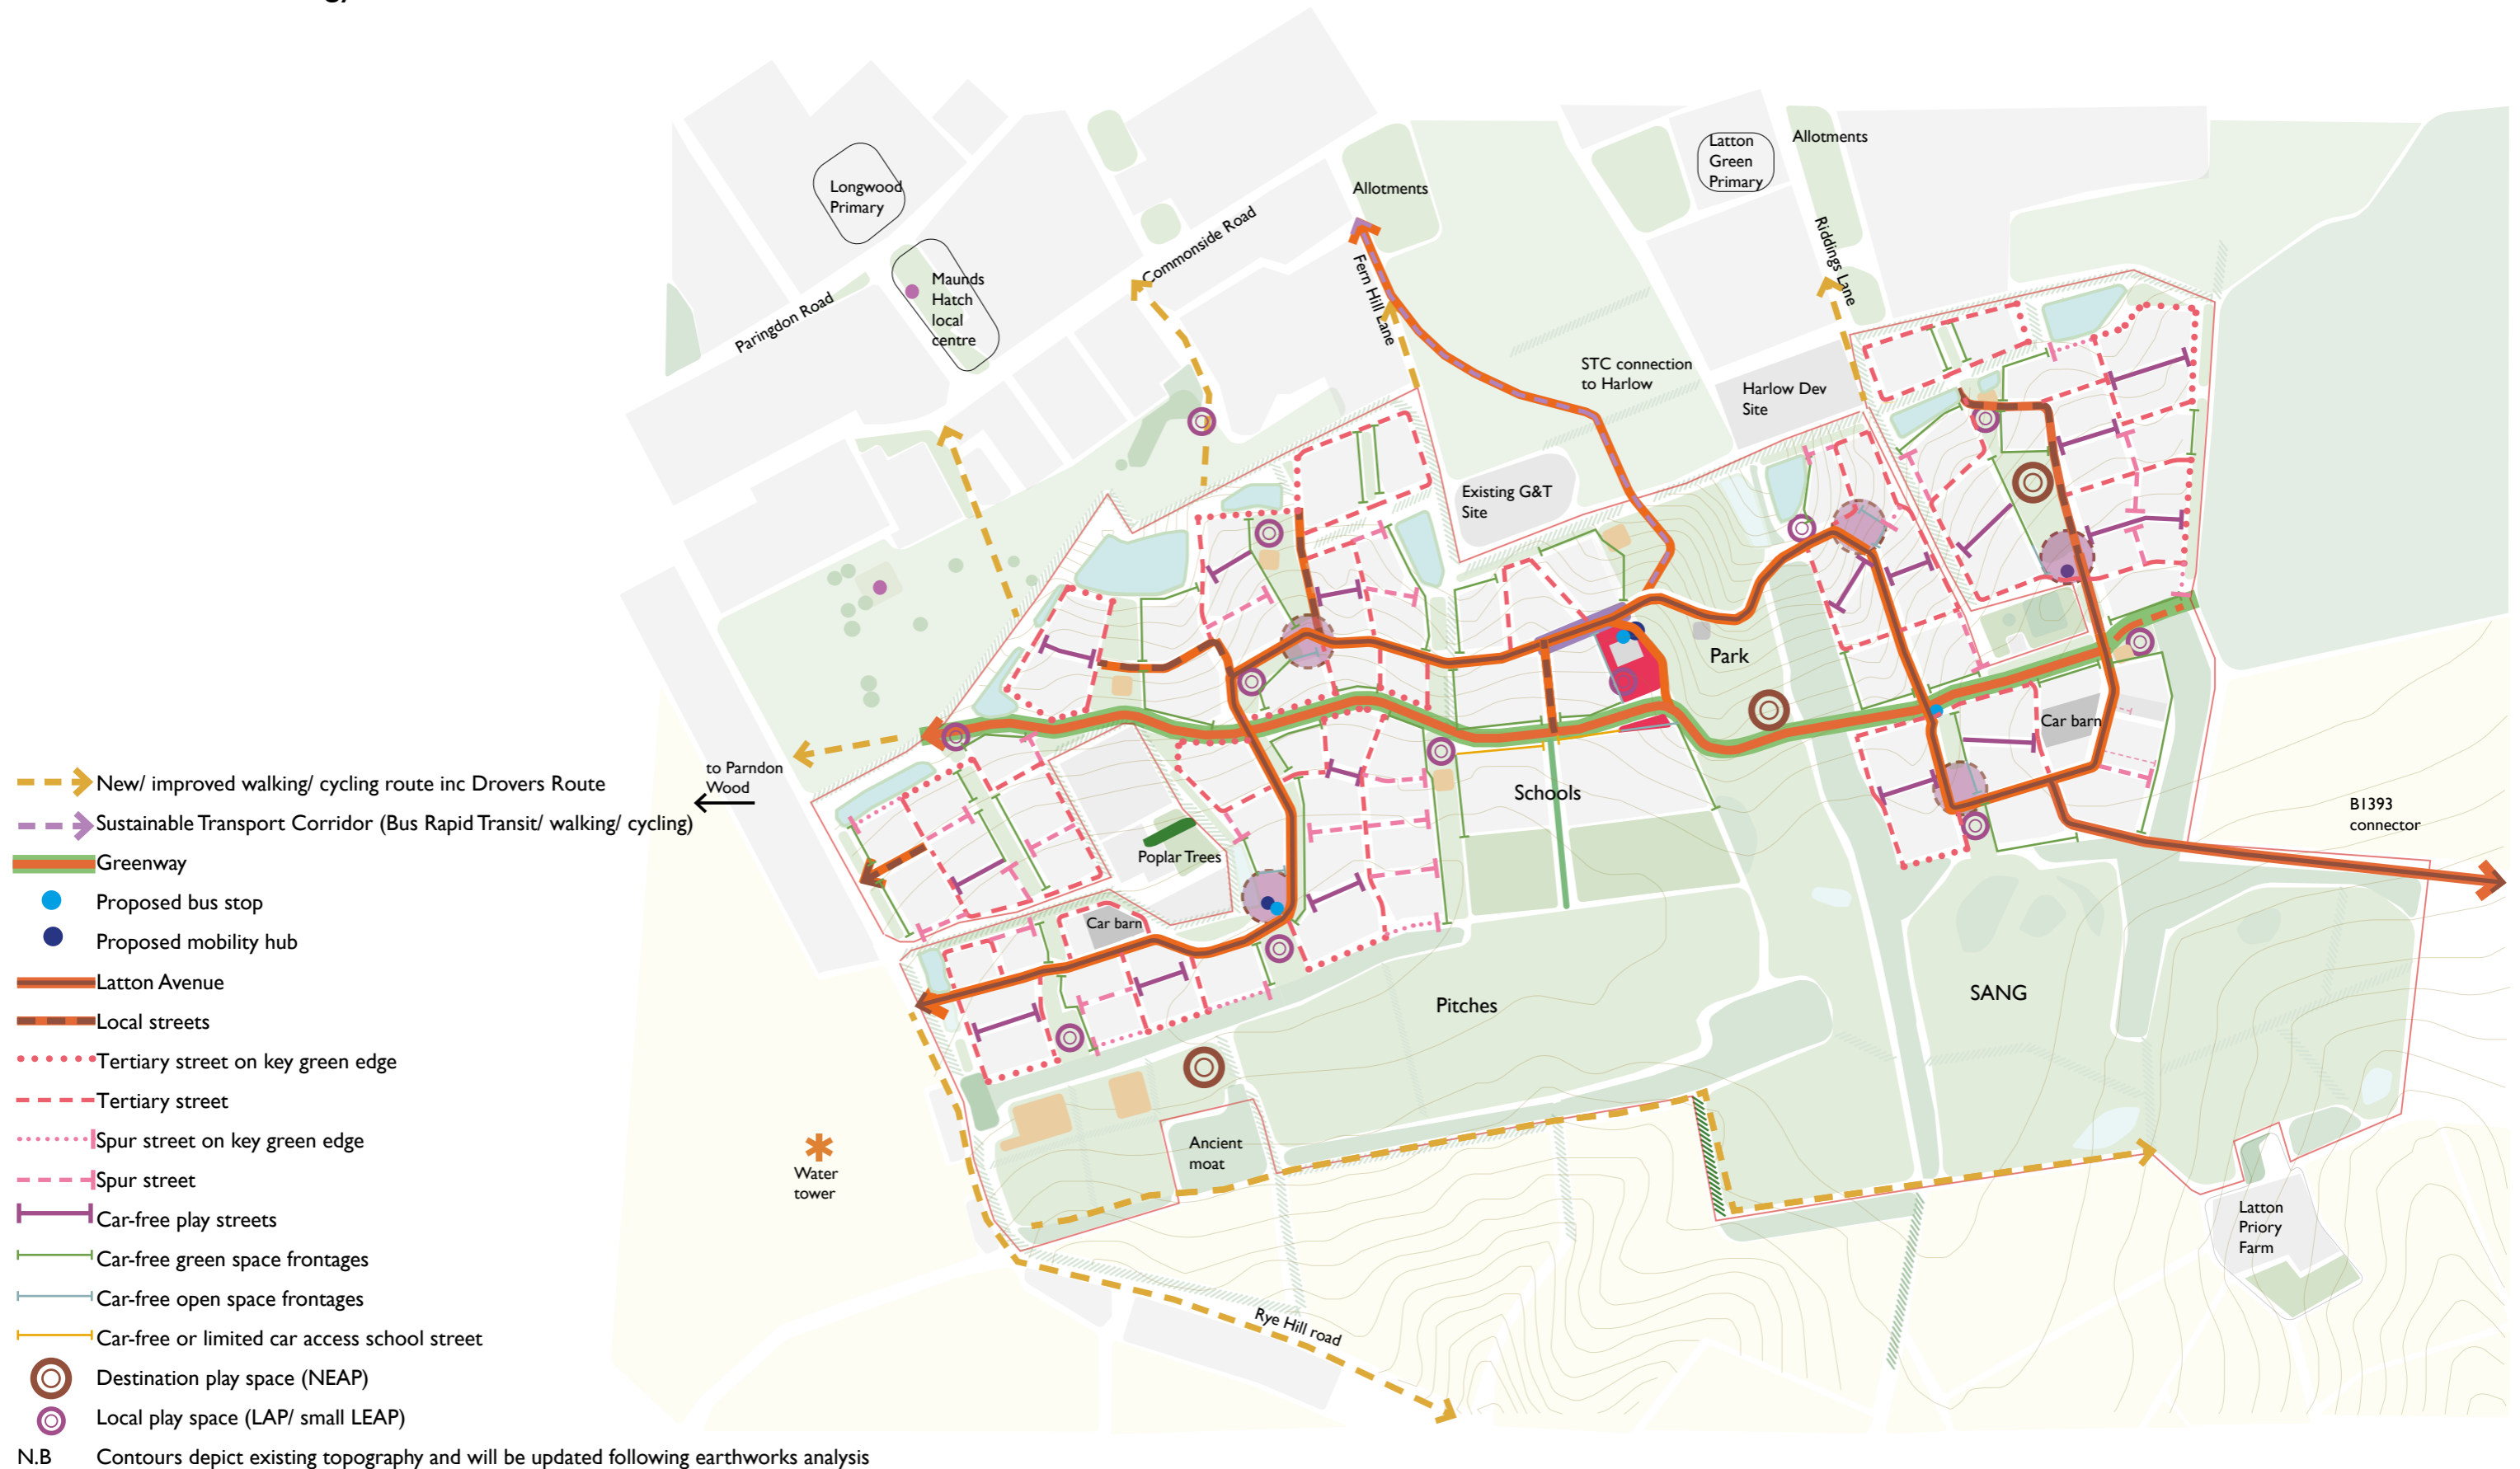 Longwood
Primary
Maunds
Hatch
local
centre
Paringdon Road
Commonside Road
Allotments
Fern Hill Lane
Latton
Green
Primary
Allotments
Riddings Lane
STC connection
to Harlow
Harlow Dev
Site
Existing G&T
Site
Park
Car barn
Schools
B1393
connector
to Parndon
Wood
Poplar Trees
Car barn
Pitches
SANG
Ancient
moat
Water
tower
Latton
Priory
Farm
Rye Hill road
New/ improved walking/ cycling route inc Drovers Route
Sustainable Transport Corridor (Bus Rapid Transit/ walking/ cycling)
Greenway
Proposed bus stop
Proposed mobility hub
Latton Avenue
Local streets
Tertiary street on key green edge
Tertiary street
Spur street on key green edge
Spur street
Car-free play streets
Car-free green space frontages
Car-free open space frontages
Car-free or limited car access school street
Destination play space (NEAP)
Local play space (LAP/ small LEAP)
N.B Contours depict existing topography and will be updated following earthworks analysis